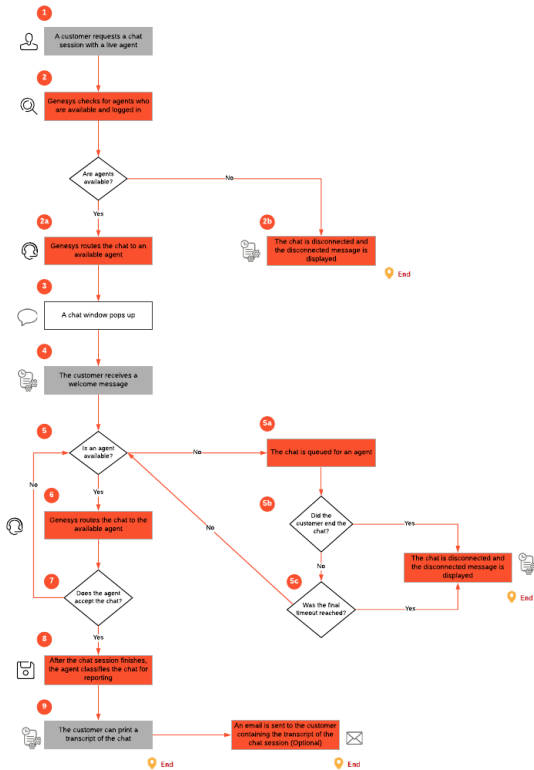 1
A customer requests a chat
session with a live agent
2
Genesys checks for agents who
are available and logged in
Are agents
available?
No
Yes
2a
Genesys routes the chat to an
available agent
2b
The chat is disconnected and
the disconnected message is
displayed
End
3
A chat window pops up
4
The customer receives a
welcome message
5
Is an agent
available?
No
5a
The chat is queued for an agent
No
Yes
6
Genesys routes the chat to the
available agent
5b
Did the
customer end the
chat?
Yes
No
No
The chat is disconnected and
the disconnected message is
displayed
End
7
Does the agent
accept the chat?
5c
Was the final
timeout reached?
Yes
Yes
8
After the chat session finishes,
the agent classifies the chat for
reporting
9
The customer can print a
transcript of the chat
End
An email is sent to the customer
containing the transcript of the
chat session (Optional)
End